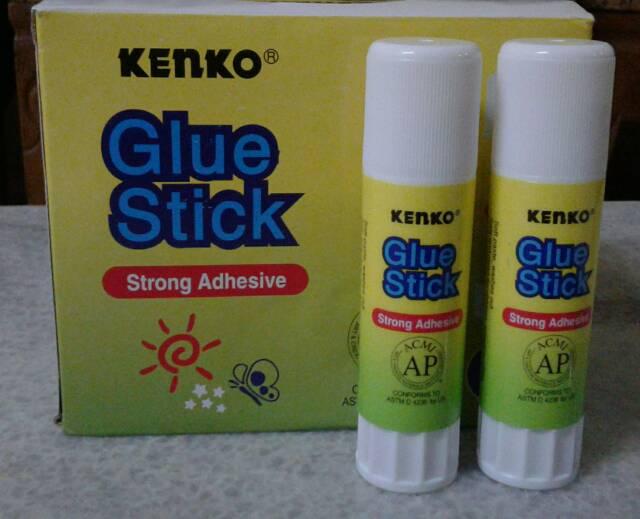 KENKO®
Glue
Stick
Strong Adhesive
KENKO®
Glue
Stick
Strong Adhesive
ACMI
AP
CONFORMS TO
ASTM D 4236
KENKO®
Glue
Stick
Strong Adhesive
ACMI
AP
CONFORMS TO
ASTM D 4236